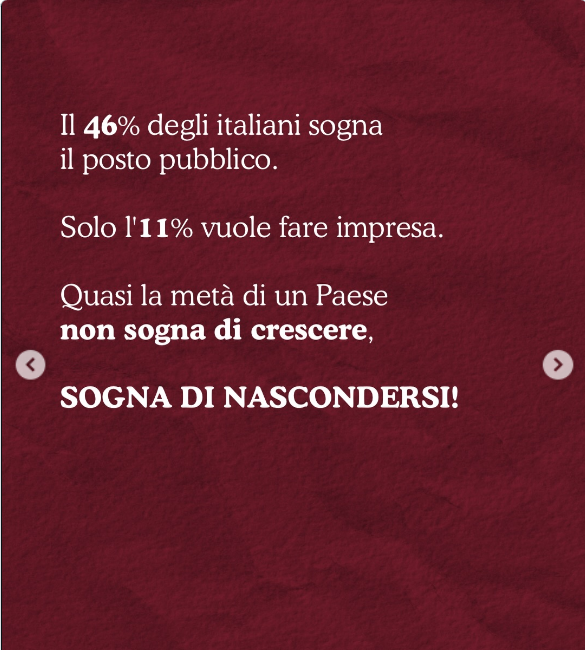 Il 46% degli italiani sogna
il posto pubblico.
Solo l'11% vuole fare impresa.
Quasi la metà di un Paese
non sogna di crescere,
SOGNA DI NASCONDERSI!